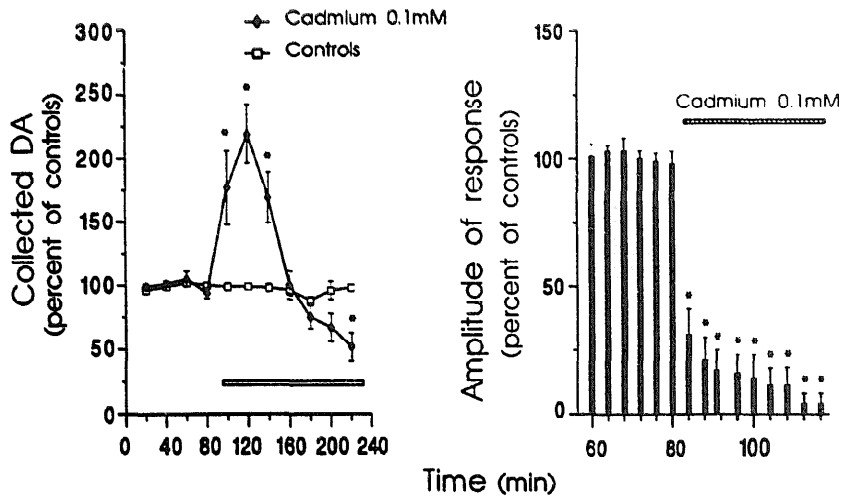 Cadmium 0.1mM
Controls
Collected DA
(percent of controls)
300
250
200
150
100
50
0
0 40 80 120 160 200 240
Amplitude of response
(percent of controls)
150
100
50
0
Cadmium 0.1mM
60 80 100
Time (min)